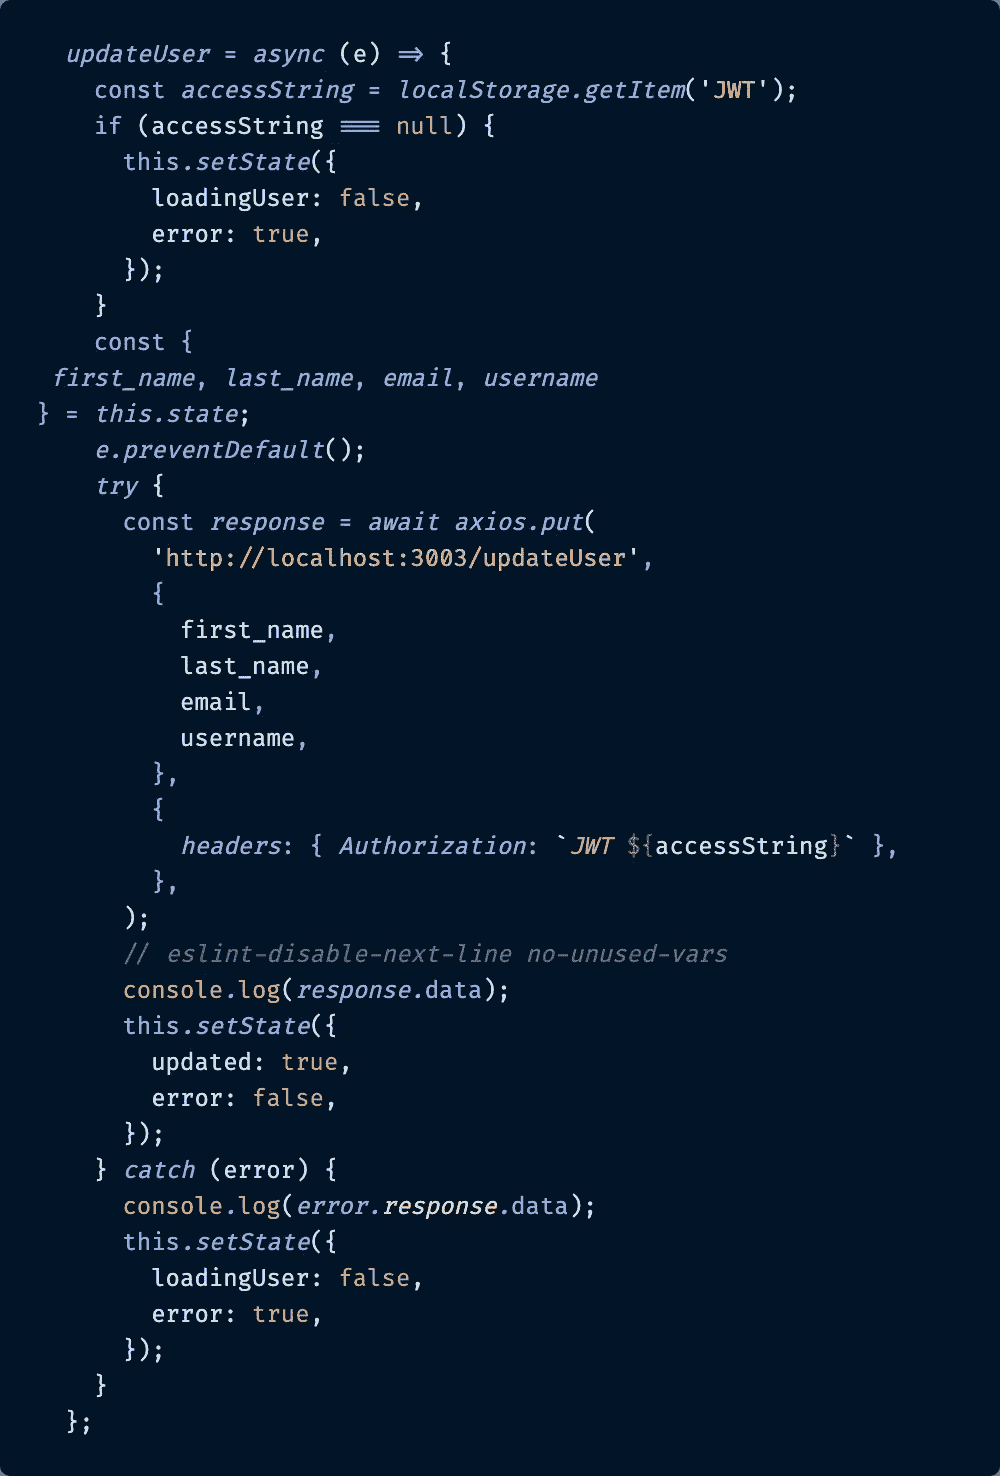 updateUser = async (e) => {
  const accessString = localStorage.getItem('JWT');
  if (accessString === null) {
    this.setState({
      loadingUser: false,
      error: true,
    });
  }
  const {
first_name, last_name, email, username
} = this.state;
  e.preventDefault();
  try {
    const response = await axios.put(
      'http://localhost:3003/updateUser',
      {
        first_name,
        last_name,
        email,
        username,
      },
      {
        headers: { Authorization: `JWT ${accessString}` },
      },
    );
    // eslint-disable-next-line no-unused-vars
    console.log(response.data);
    this.setState({
      updated: true,
      error: false,
    });
  } catch (error) {
    console.log(error.response.data);
    this.setState({
      loadingUser: false,
      error: true,
    });
  }
};